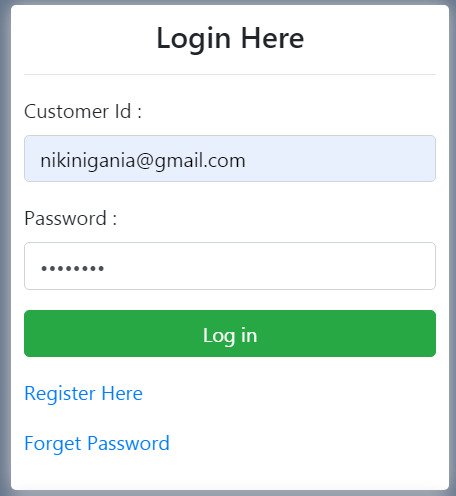 Login Here
Customer Id :
nikinigania@gmail.com
Password :
••••••••
Log in
Register Here
Forget Password